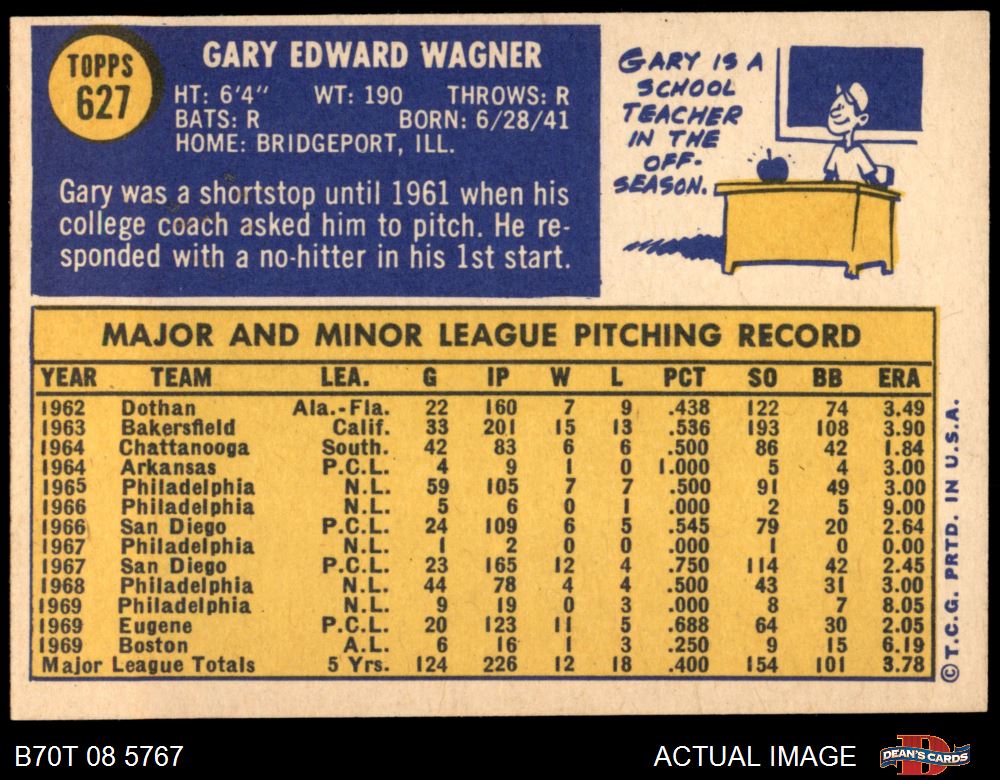 TOPPS
627
GARY EDWARD WAGNER
HT: 6'4" WT: 190 THROWS: R
BATS: R BORN: 6/28/41
HOME: BRIDGEPORT, ILL.
Gary was a shortstop until 1961 when his
college coach asked him to pitch. He re-
sponded with a no-hitter in his 1st start.
GARY IS A
SCHOOL
TEACHER
IN THE
OFF-
SEASON.
MAJOR AND MINOR LEAGUE PITCHING RECORD
YEAR TEAM LEA. G IP W L PCT SO BB ERA
1962 Dothan Ala.-Fla. 22 160 7 9 .438 122 74 3.49
1963 Bakersfield Calif. 33 201 15 13 .536 193 108 3.90
1964 Chattanooga South. 42 83 6 6 .500 86 42 1.84
1964 Arkansas P.C.L. 4 9 1 0 1.000 5 4 3.00
1965 Philadelphia N.L. 59 105 7 7 .500 91 49 3.00
1966 Philadelphia N.L. 5 6 0 1 .000 2 5 9.00
1966 San Diego P.C.L. 24 109 6 5 .545 79 20 2.64
1967 Philadelphia N.L. 1 2 0 0 .000 1 0 0.00
1967 San Diego P.C.L. 23 165 12 4 .750 114 42 2.45
1968 Philadelphia N.L. 44 78 4 4 .500 43 31 3.00
1969 Philadelphia N.L. 9 19 0 3 .000 8 7 8.05
1969 Eugene P.C.L. 20 123 11 5 .688 64 30 2.05
1969 Boston A.L. 6 16 1 3 .250 9 15 6.19
Major League Totals 5 Yrs. 124 226 12 18 .400 154 101 3.78
© T.C.G. PRTD. IN U.S.A.
B70T 08 5767 ACTUAL IMAGE
DEAN'S CARDS